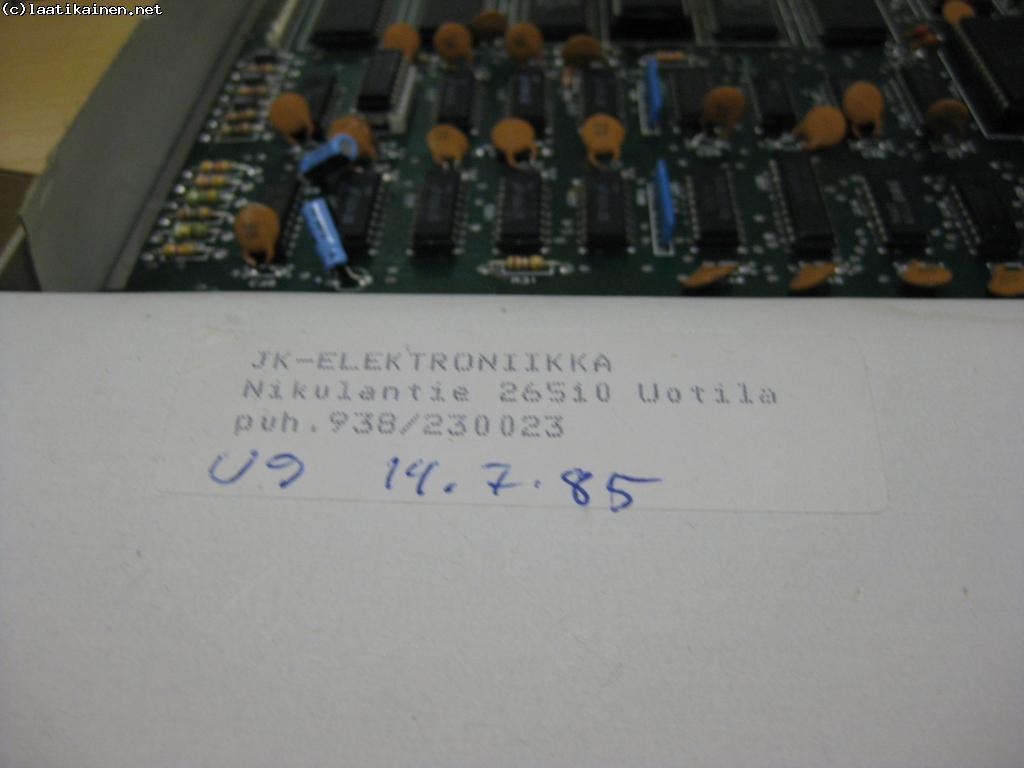 (c)laatikainen.net
JK-ELEKTRONIIKKA
Nikulantie 26510 Uotila
puh.938/230023
U9 14.7.85